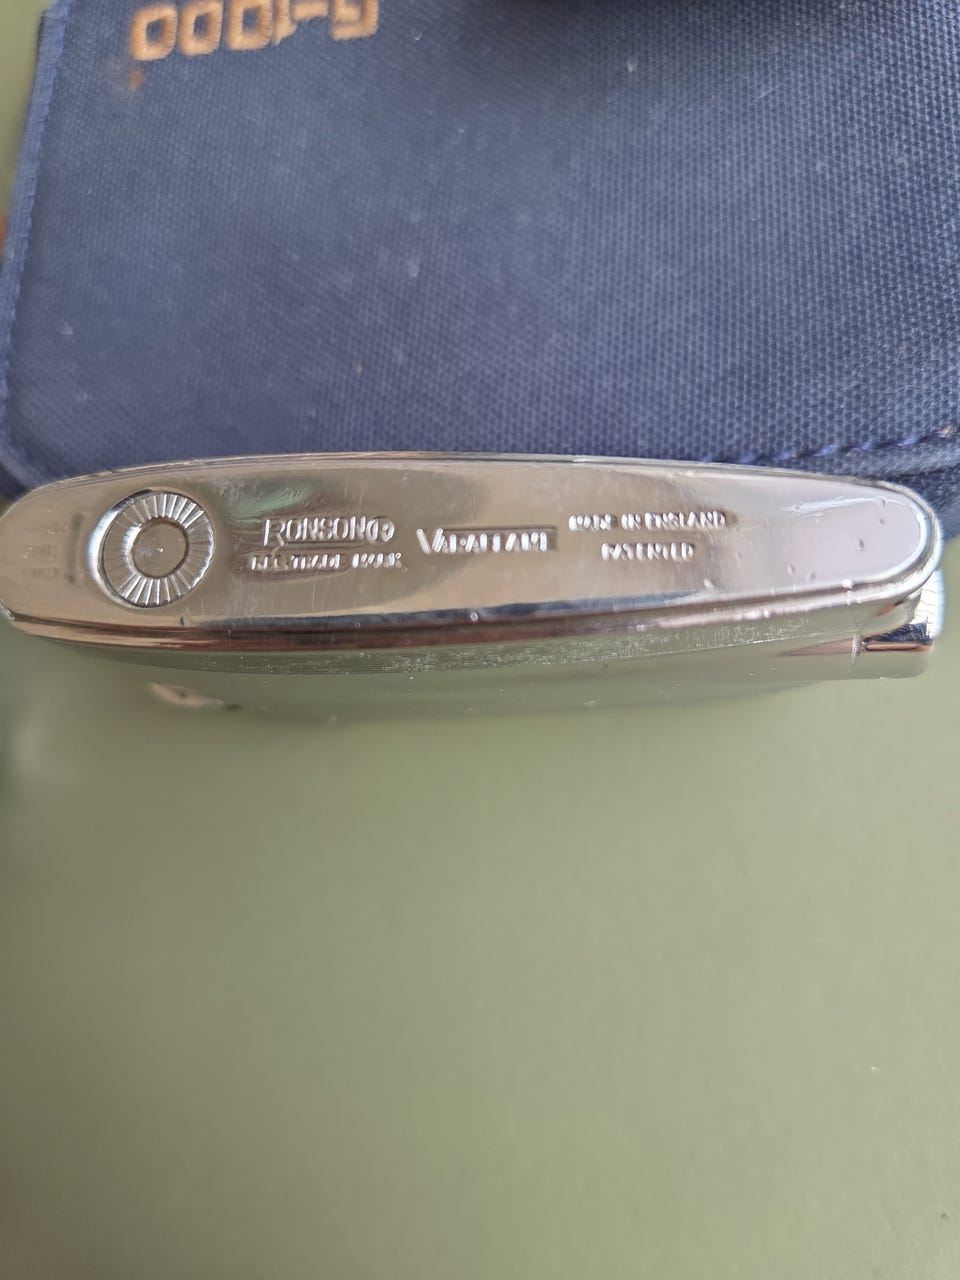 G-1000
RONSON®
REG. TRADE MARK
VARAFLAME
MADE IN ENGLAND
PATENTED